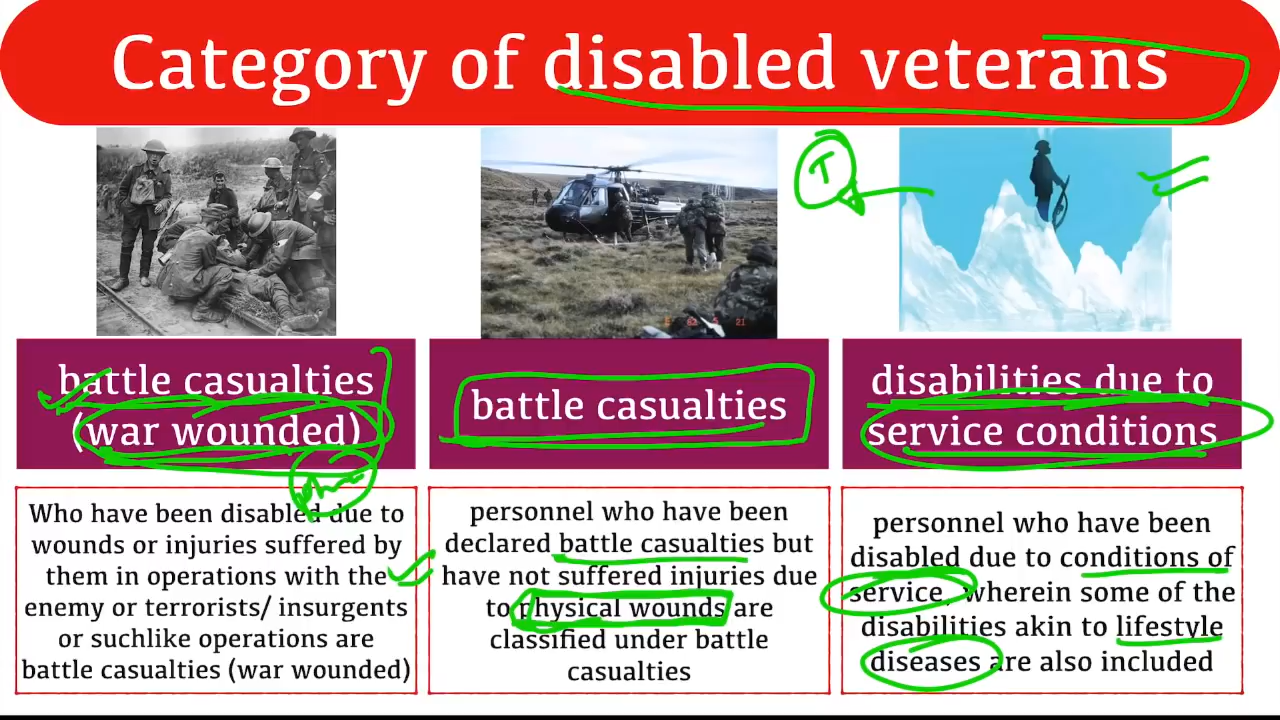 Category of disabled veterans
T
battle casualties
(war wounded)
battle casualties
disabilities due to
service conditions
Who have been disabled due to
wounds or injuries suffered by
them in operations with the
enemy or terrorists/ insurgents
or suchlike operations are
battle casualties (war wounded)
personnel who have been
declared battle casualties but
have not suffered injuries due
to physical wounds are
classified under battle
casualties
personnel who have been
disabled due to conditions of
service, wherein some of the
disabilities akin to lifestyle
diseases are also included